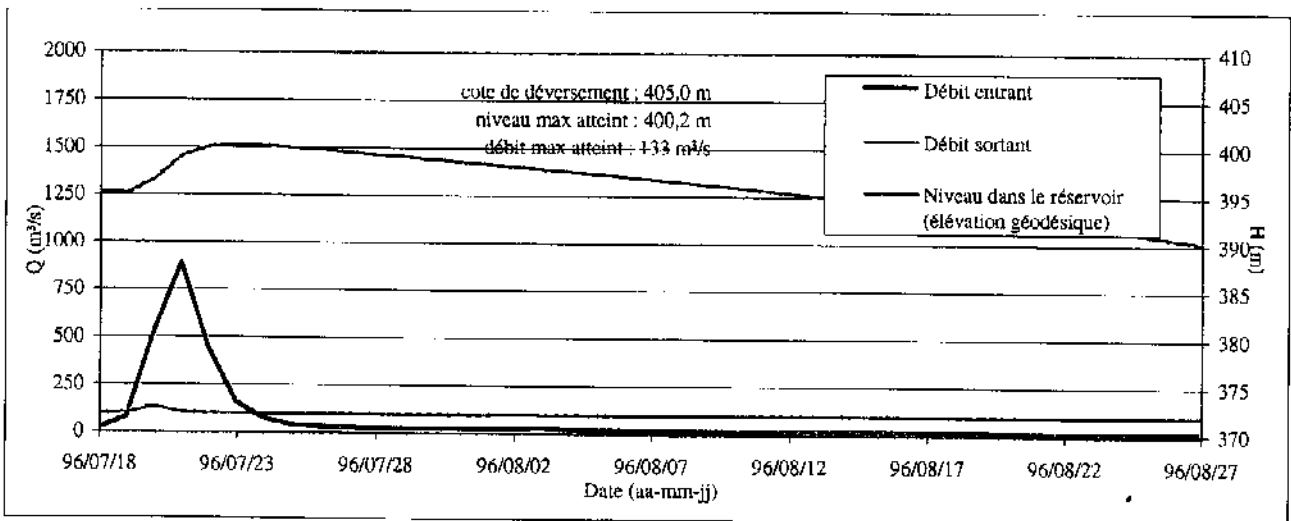 2000
1750
1500
1250
1000
750
500
250
0
Q (m³/s)
cote de déversement : 405,0 m
niveau max atteint : 400,2 m
débit max atteint : 133 m³/s
Débit entrant
Débit sortant
Niveau dans le réservoir
(élévation géodésique)
410
405
400
395
390
385
380
375
370
H (m)
96/07/18 96/07/23 96/07/28 96/08/02 96/08/07 96/08/12 96/08/17 96/08/22 96/08/27
Date (aa-mm-jj)